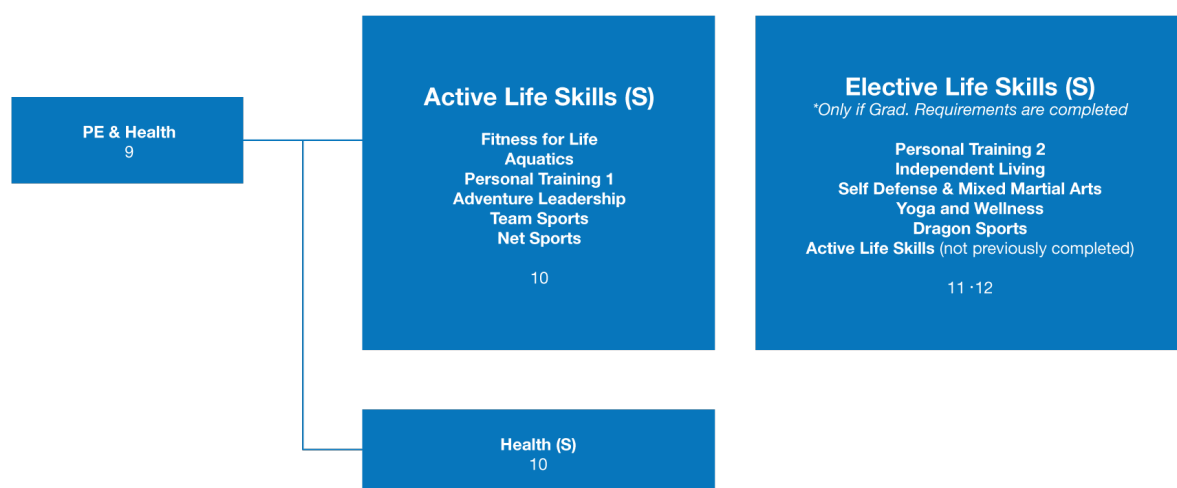 PE & Health
9
Active Life Skills (S)
Fitness for Life
Aquatics
Personal Training 1
Adventure Leadership
Team Sports
Net Sports
10
Elective Life Skills (S)
*Only if Grad. Requirements are completed
Personal Training 2
Independent Living
Self Defense & Mixed Martial Arts
Yoga and Wellness
Dragon Sports
Active Life Skills (not previously completed)
11 ·12
Health (S)
10